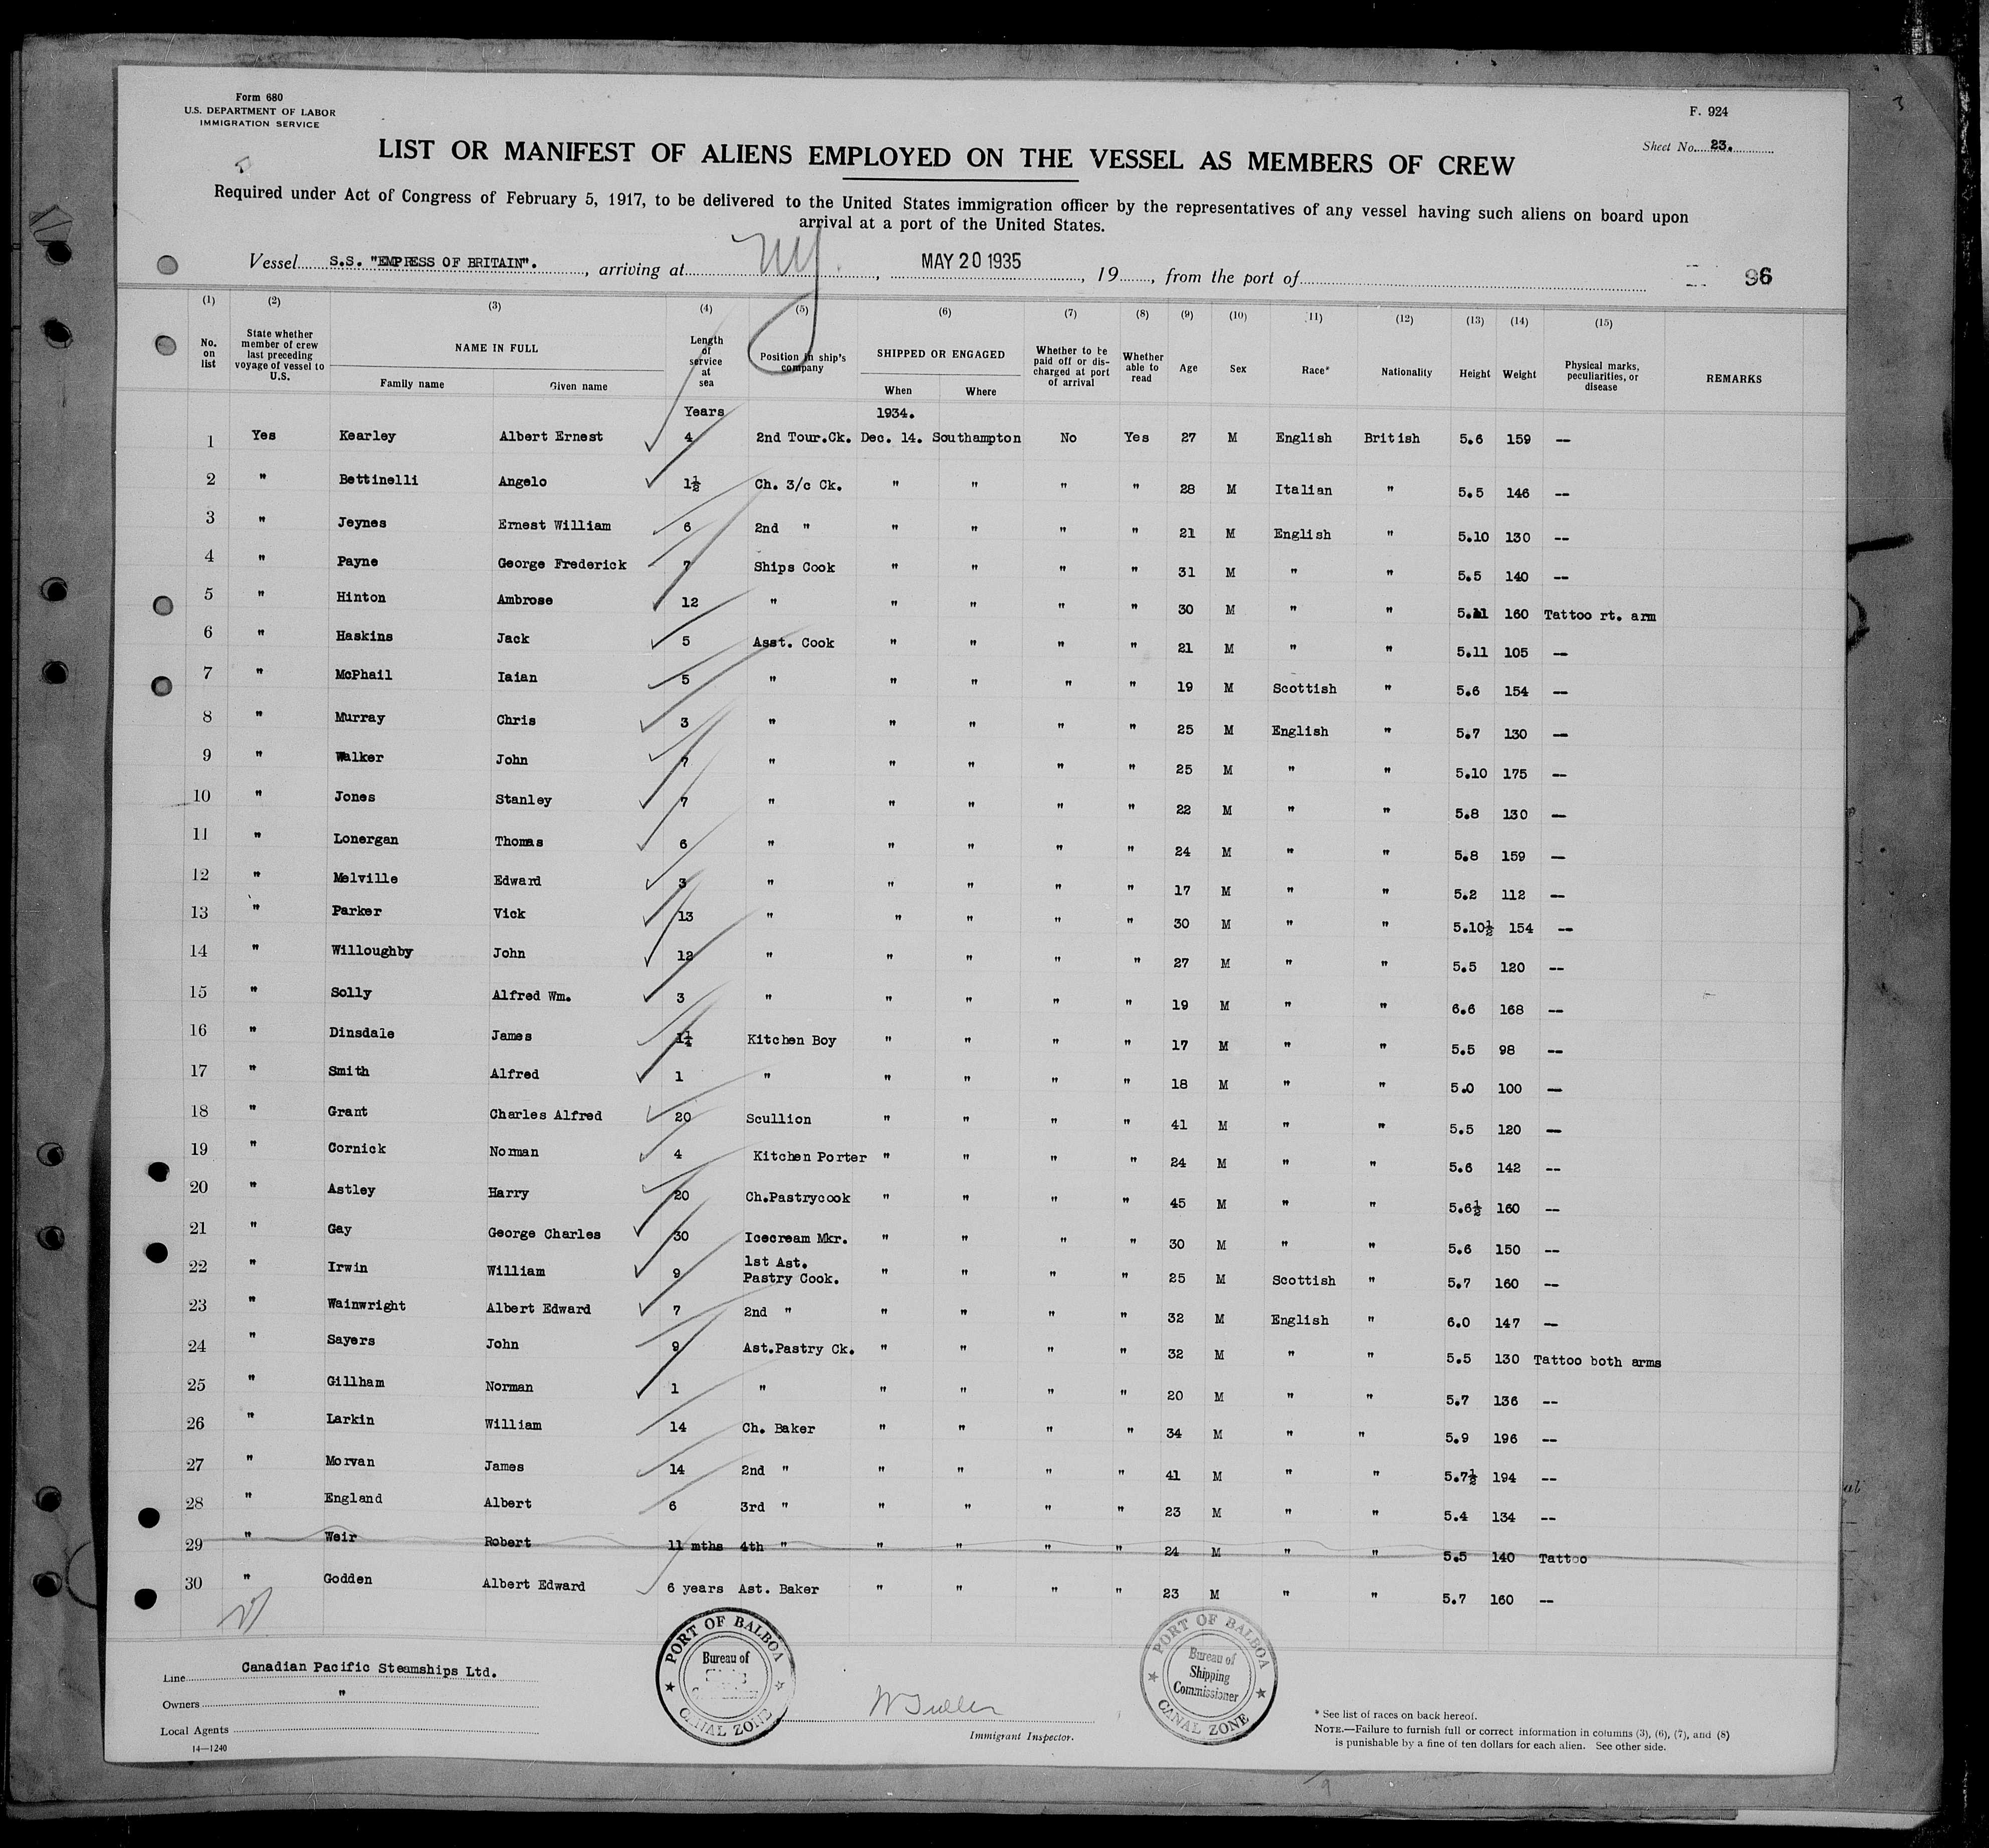 Form 680
U.S. DEPARTMENT OF LABOR
IMMIGRATION SERVICE
F. 924
Sheet No. 23.
LIST OR MANIFEST OF ALIENS EMPLOYED ON THE VESSEL AS MEMBERS OF CREW
Required under Act of Congress of February 5, 1917, to be delivered to the United States immigration officer by the representatives of any vessel having such aliens on board upon
arrival at a port of the United States.
Vessel S.S. "EMPRESS OF BRITAIN"., arriving at NY, MAY 20 1935, 19, from the port of 96
(1) (2) (3) (4) (5) (6) (7) (8) (9) (10) (11) (12) (13) (14) (15)
No. on list State whether member of crew last preceding voyage of vessel to U.S. NAME IN FULL Family name Given name Length of service at sea Position in ship's company SHIPPED OR ENGAGED When Where Whether to be paid off or discharged at port of arrival Whether able to read Age Sex Race* Nationality Height Weight Physical marks, peculiarities, or disease REMARKS
Years 1934.
1 Yes Kearley Albert Ernest 4 2nd Tour.Ck. Dec. 14. Southampton No Yes 27 M English British 5.6 159 --
2 " Bettinelli Angelo 1½ Ch. 3/c Ck. " " " " 28 M Italian " 5.5 146 --
3 " Jeynes Ernest William 6 2nd " " " " " 21 M English " 5.10 130 --
4 " Payne George Frederick 7 Ships Cook " " " " 31 M " " 5.5 140 --
5 " Hinton Ambrose 12 " " " " " 30 M " " 5.11 160 Tattoo rt. arm
6 " Haskins Jack 5 Asst. Cook " " " " 21 M " " 5.11 105 --
7 " McPhail Iaian 5 " " " " " 19 M Scottish " 5.6 154 --
8 " Murray Chris 3 " " " " " 25 M English " 5.7 130 --
9 " Walker John 7 " " " " " 25 M " " 5.10 175 --
10 " Jones Stanley 7 " " " " " 22 M " " 5.8 130 --
11 " Lonergan Thomas 6 " " " " " 24 M " " 5.8 159 --
12 " Melville Edward 3 " " " " " 17 M " " 5.2 112 --
13 " Parker Vick 13 " " " " " 30 M " " 5.10½ 154 --
14 " Willoughby John 12 " " " " " 27 M " " 5.5 120 --
15 " Solly Alfred Wm. 3 " " " " " 19 M " " 6.6 168 --
16 " Dinsdale James 1¼ Kitchen Boy " " " " 17 M " " 5.5 98 --
17 " Smith Alfred 1 " " " " " 18 M " " 5.0 100 --
18 " Grant Charles Alfred 20 Scullion " " " " 41 M " " 5.5 120 --
19 " Cornick Norman 4 Kitchen Porter " " " " 24 M " " 5.6 142 --
20 " Astley Harry 20 Ch.Pastrycook " " " " 45 M " " 5.6½ 160 --
21 " Gay George Charles 30 Icecream Mkr. " " " " 30 M " " 5.6 150 --
22 " Irwin William 9 1st Ast. Pastry Cook. " " " " 25 M Scottish " 5.7 160 --
23 " Wainwright Albert Edward 7 2nd " " " " " 32 M English " 6.0 147 --
24 " Sayers John 9 Ast.Pastry Ck. " " " " 32 M " " 5.5 130 Tattoo both arms
25 " Gillham Norman 1 " " " " " 20 M " " 5.7 136 --
26 " Larkin William 14 Ch. Baker " " " " 34 M " " 5.9 196 --
27 " Morvan James 14 2nd " " " " " 41 M " " 5.7½ 194 --
28 " England Albert 6 3rd " " " " " 23 M " " 5.4 134 --
29 " Weir Robert 11 mths 4th " " " " " 24 M " " 5.5 140 Tattoo
30 " Godden Albert Edward 6 years Ast. Baker " " " " 23 M " " 5.7 160 --
Line Canadian Pacific Steamships Ltd.
Owners "
Local Agents
14—1240
PORT OF BALBOA
Bureau of
CANAL ZONE
Immigrant Inspector.
PORT OF BALBOA
Bureau of
Shipping
Commissioner
CANAL ZONE
* See list of races on back hereof.
NOTE.—Failure to furnish full or correct information in columns (3), (6), (7), and (8)
is punishable by a fine of ten dollars for each alien. See other side.